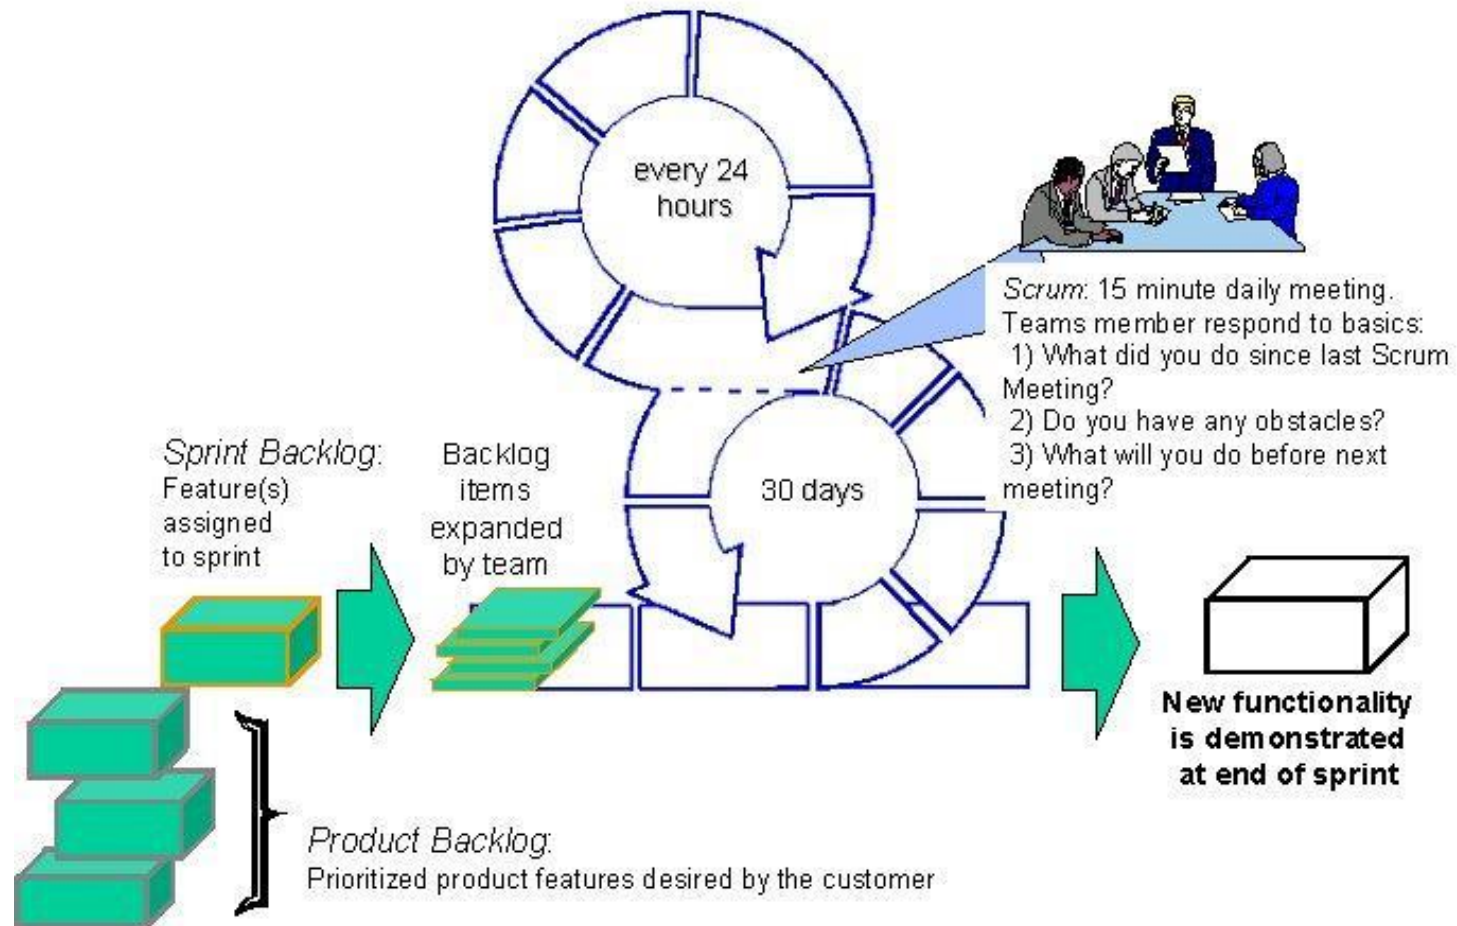 every 24
hours
Scrum: 15 minute daily meeting.
Teams member respond to basics:
1) What did you do since last Scrum
Meeting?
2) Do you have any obstacles?
3) What will you do before next
meeting?
Sprint Backlog:
Feature(s)
assigned
to sprint
Backlog
items
expanded
by team
30 days
New functionality
is demonstrated
at end of sprint
Product Backlog:
Prioritized product features desired by the customer